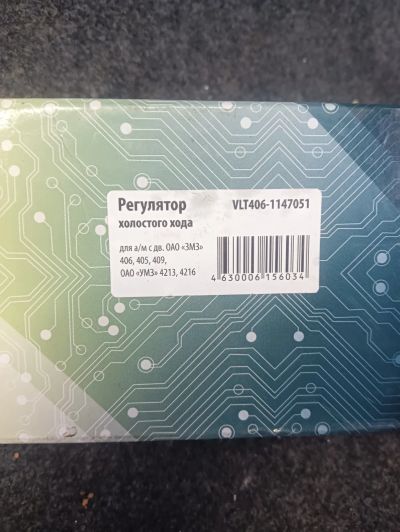 Регулятор VLT406-1147051
холостого хода
для а/м с дв. ОАО «ЗМЗ»
406, 405, 409,
ОАО «УМЗ» 4213, 4216
4 630006 156034